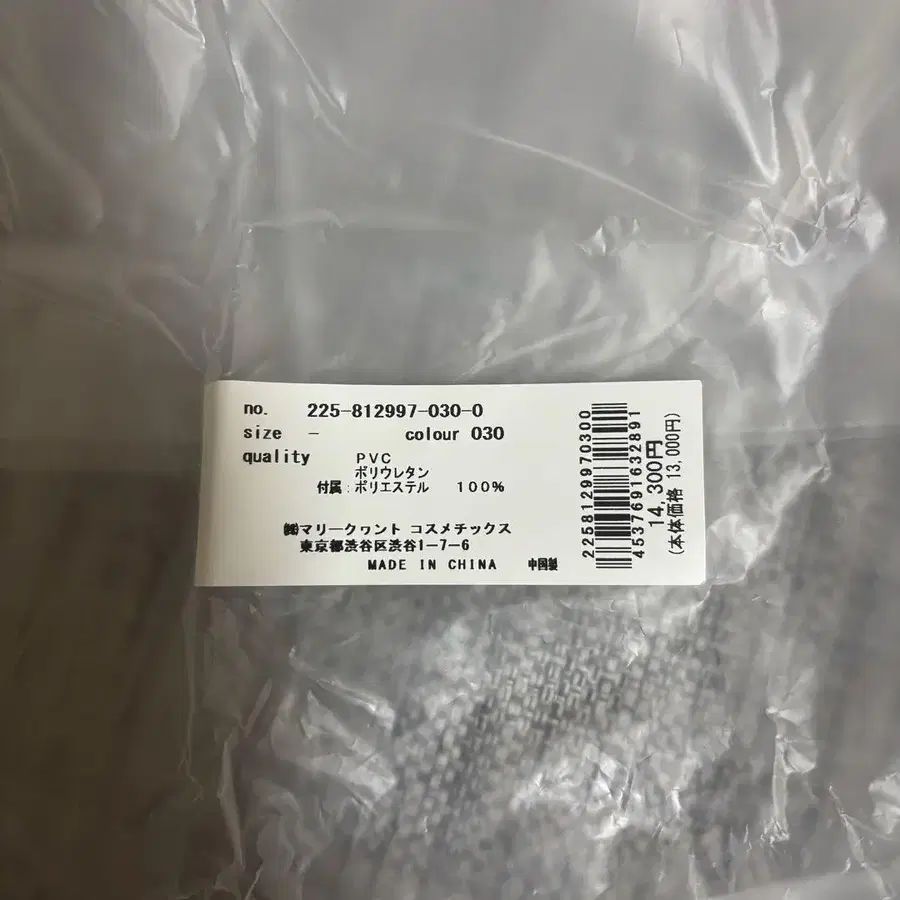 no. 225-812997-030-0
size - colour 030
quality PVC
ポリウレタン
付属:ポリエステル 100%
㈱マリークヮント コスメチックス
東京都渋谷区渋谷1-7-6
MADE IN CHINA 中国製
2258129970300
4537691632891
14,300円
(本体価格 13,000円)